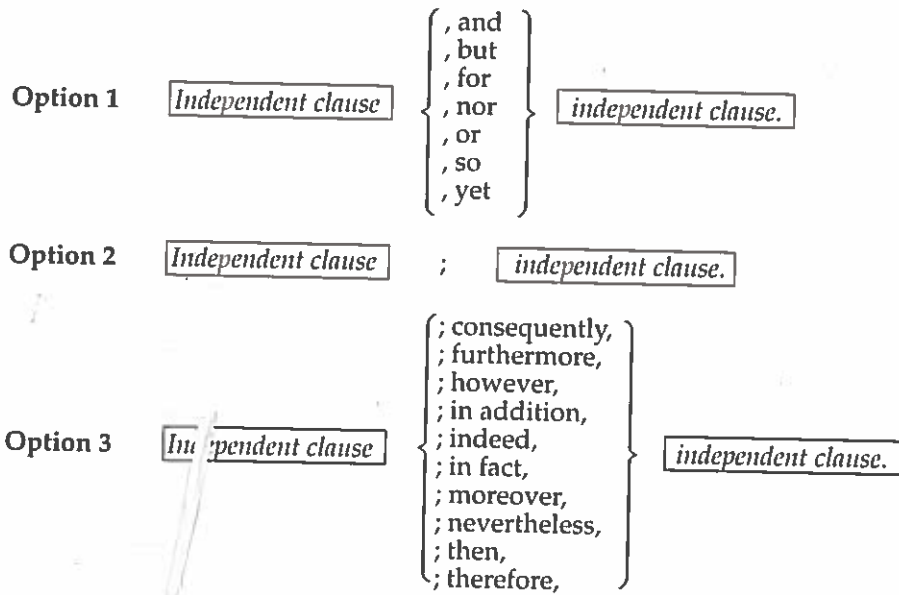 , and
, but
, for
Option 1 Independent clause , nor independent clause.
, or
, so
, yet
Option 2 Independent clause ; independent clause.
; consequently,
; furthermore,
; however,
; in addition,
Option 3 Independent clause ; indeed, independent clause.
; in fact,
; moreover,
; nevertheless,
; then,
; therefore,